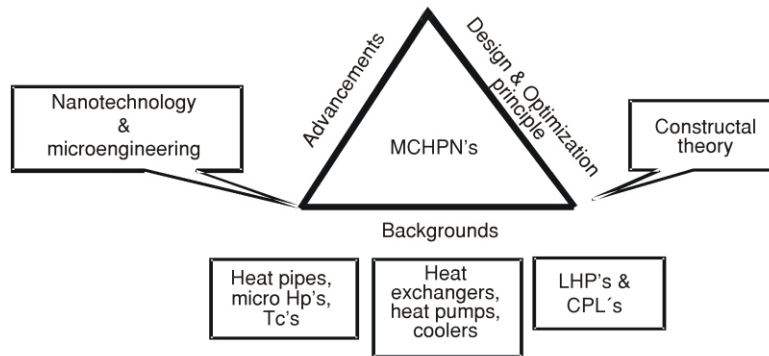 Advancements
Design & Optimization
principle
Nanotechnology
&
microengineering
MCHPN's
Constructal
theory
Backgrounds
Heat pipes,
micro Hp's,
Tc's
Heat
exchangers,
heat pumps,
coolers
LHP's &
CPL´s